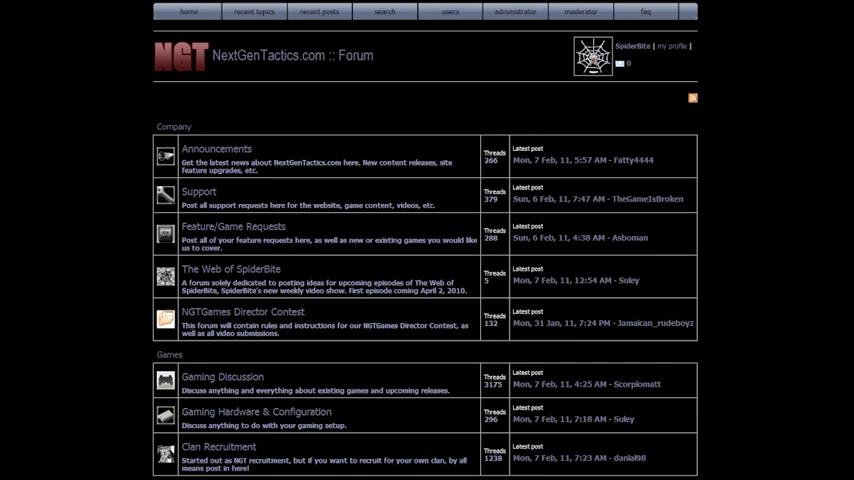 home recent topics recent posts search users administrator moderator faq
NGT NextGenTactics.com :: Forum
SpiderBite | my profile |
0
Company
Announcements
Get the latest news about NextGenTactics.com here. New content releases, site
feature upgrades, etc.
Threads
266
Latest post
Mon, 7 Feb, 11, 5:57 AM - Fatty4444
Support
Post all support requests here for the website, game content, videos, etc.
Threads
379
Latest post
Sun, 6 Feb, 11, 7:47 AM - TheGameIsBroken
Feature/Game Requests
Post all of your feature requests here, as well as new or existing games you would like
us to cover.
Threads
288
Latest post
Sun, 6 Feb, 11, 4:38 AM - Asboman
The Web of SpiderBite
A forum solely dedicated to posting ideas for upcoming episodes of The Web of
SpiderBite, SpiderBite's new weekly video show. First episode coming April 2, 2010.
Threads
5
Latest post
Mon, 7 Feb, 11, 12:54 AM - Suley
NGTGames Director Contest
This forum will contain rules and instructions for our NGTGames Director Contest, as
well as all video submissions.
Threads
132
Latest post
Mon, 31 Jan, 11, 7:24 PM - Jamaican_rudeboyz
Games
Gaming Discussion
Discuss anything and everything about existing games and upcoming releases.
Threads
3175
Latest post
Mon, 7 Feb, 11, 4:25 AM - Scorpiomatt
Gaming Hardware & Configuration
Discuss anything to do with your gaming setup.
Threads
296
Latest post
Mon, 7 Feb, 11, 7:18 AM - Suley
Clan Recruitment
Started out as NGT recruitment, but if you want to recruit for your own clan, by all
means post in here!
Threads
1238
Latest post
Mon, 7 Feb, 11, 7:23 AM - danial98